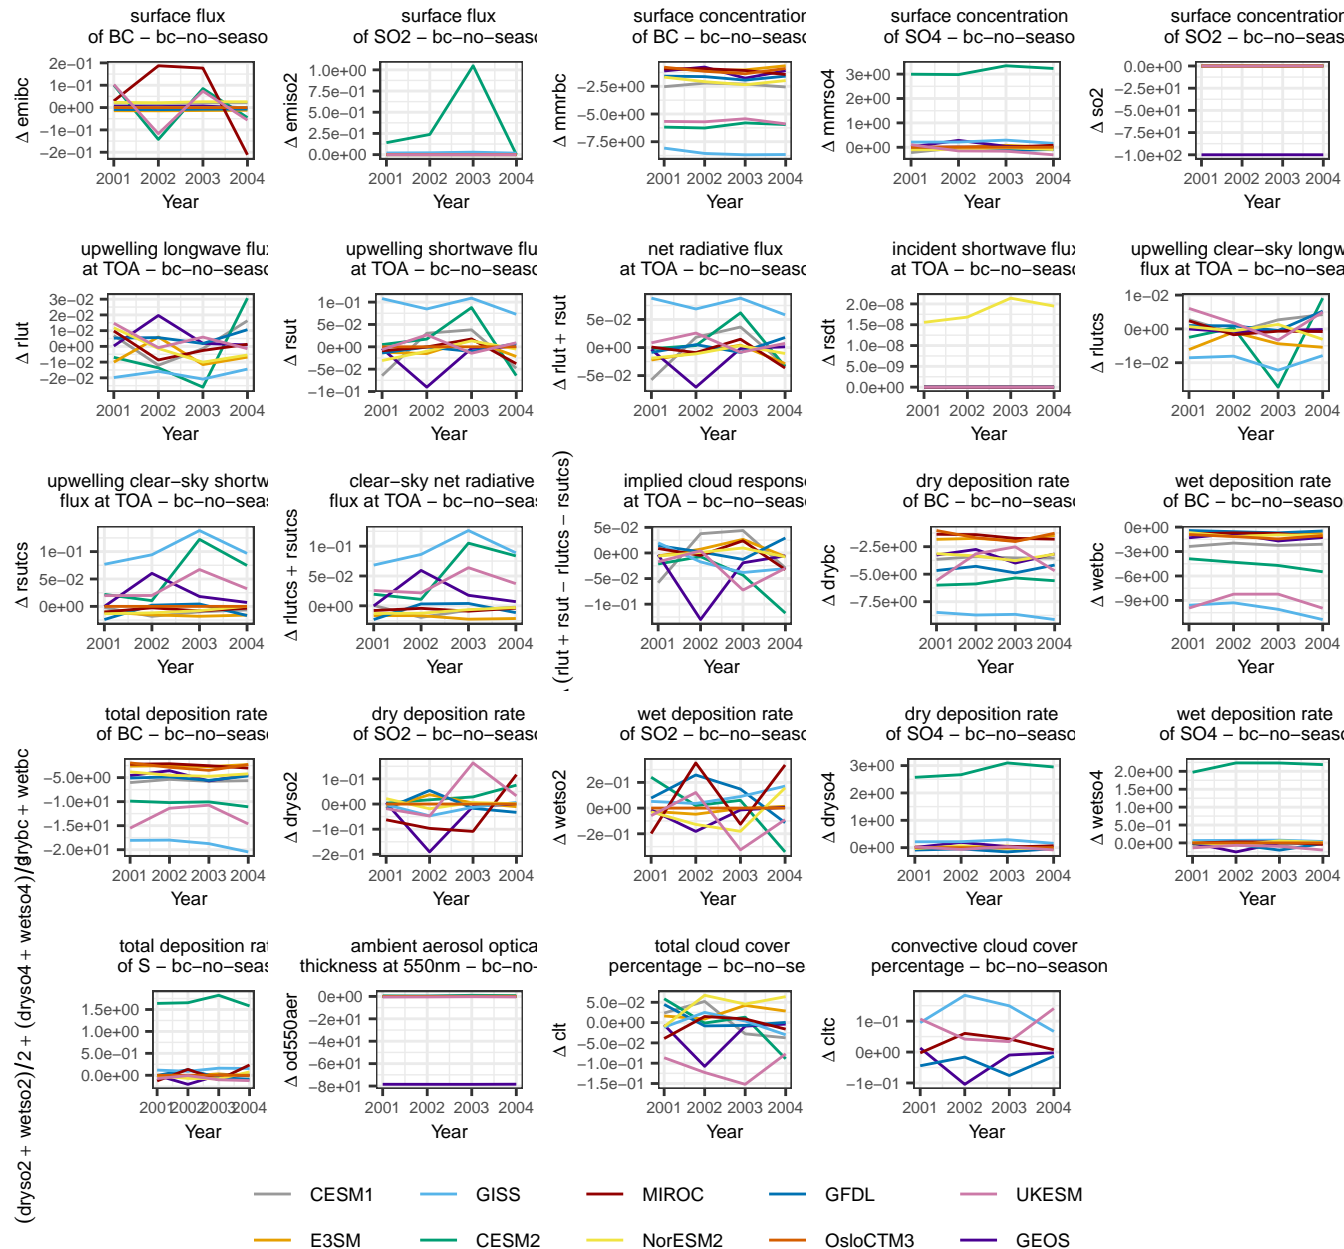 surface flux
of BC − bc−no−seaso
Δ emibc
2e−01
1e−01
0e+00
−1e−01
−2e−01
2001 2002 2003 2004
Year
surface flux
of SO2 − bc−no−seaso
Δ emiso2
1.0e+00
5.0e−01
0.0e+00
2001 2002 2003 2004
Year
surface concentration
of BC − bc−no−seaso
Δ mmrbc
−2.5e+00
−5.0e+00
−7.5e+00
2001 2002 2003 2004
Year
surface concentration
of SO4 − bc−no−seaso
Δ mmrso4
3e+00
2e+00
1e+00
0e+00
2001 2002 2003 2004
Year
surface concentration
of SO2 − bc−no−seaso
Δ so2
0.0e+00
−2.5e+01
−5.0e+01
−7.5e+01
−1.0e+02
2001 2002 2003 2004
Year
upwelling longwave flux
at TOA − bc−no−seaso
Δ rlut
3e−02
2e−02
1e−02
0e+00
−1e−02
−2e−02
2001 2002 2003 2004
Year
upwelling shortwave flu
at TOA − bc−no−seaso
Δ rsut
1e−01
5e−02
0e+00
−5e−02
−1e−01
2001 2002 2003 2004
Year
net radiative flux
at TOA − bc−no−seaso
Δ rlut + rsut
5e−02
0e+00
−5e−02
2001 2002 2003 2004
Year
incident shortwave flux
at TOA − bc−no−seaso
Δ rsdt
2.0e−08
1.5e−08
1.0e−08
5.0e−09
0.0e+00
2001 2002 2003 2004
Year
upwelling clear−sky longw
flux at TOA − bc−no−seaso
Δ rlutcs
1e−02
0e+00
−1e−02
2001 2002 2003 2004
Year
upwelling clear−sky shortw
flux at TOA − bc−no−seas
Δ rsutcs
1e−01
5e−02
0e+00
2001 2002 2003 2004
Year
clear−sky net radiative
flux at TOA − bc−no−seas
Δ rlutcs + rsutcs
1e−01
5e−02
0e+00
2001 2002 2003 2004
Year
implied cloud response
at TOA − bc−no−seaso
(rlut + rsut − rlutcs − rsutcs)
5e−02
0e+00
−5e−02
−1e−01
2001 2002 2003 2004
Year
dry deposition rate
of BC − bc−no−seaso
Δ drybc
−2.5e+00
−5.0e+00
−7.5e+00
2001 2002 2003 2004
Year
wet deposition rate
of BC − bc−no−seaso
Δ wetbc
0e+00
−3e+00
−6e+00
−9e+00
2001 2002 2003 2004
Year
total deposition rate
of BC − bc−no−seaso
drybc + wetbc
−5.0e+00
−1.0e+01
−1.5e+01
−2.0e+01
2001 2002 2003 2004
Year
dry deposition rate
of SO2 − bc−no−seaso
Δ dryso2
1e−01
0e+00
−1e−01
−2e−01
2001 2002 2003 2004
Year
wet deposition rate
of SO2 − bc−no−seaso
Δ wetso2
2e−01
0e+00
−2e−01
2001 2002 2003 2004
Year
dry deposition rate
of SO4 − bc−no−seaso
Δ dryso4
3e+00
2e+00
1e+00
0e+00
2001 2002 2003 2004
Year
wet deposition rate
of SO4 − bc−no−seaso
Δ wetso4
2.0e+00
1.5e+00
1.0e+00
5.0e−01
0.0e+00
2001 2002 2003 2004
Year
total deposition rat
of S − bc−no−seas
(dryso2 + wetso2)/2 + (dryso4 + wetso4)/3
1.5e+00
1.0e+00
5.0e−01
0.0e+00
2001 2002 2003 2004
Year
ambient aerosol optica
thickness at 550nm − bc−no−
Δ od550aer
0e+00
−2e+01
−4e+01
−6e+01
−8e+01
2001 2002 2003 2004
Year
total cloud cover
percentage − bc−no−se
Δ clt
5.0e−02
0.0e+00
−5.0e−02
−1.0e−01
−1.5e−01
2001 2002 2003 2004
Year
convective cloud cover
percentage − bc−no−season
Δ cltc
1e−01
0e+00
−1e−01
2001 2002 2003 2004
Year
CESM1 GISS MIROC GFDL UKESM
E3SM CESM2 NorESM2 OsloCTM3 GEOS